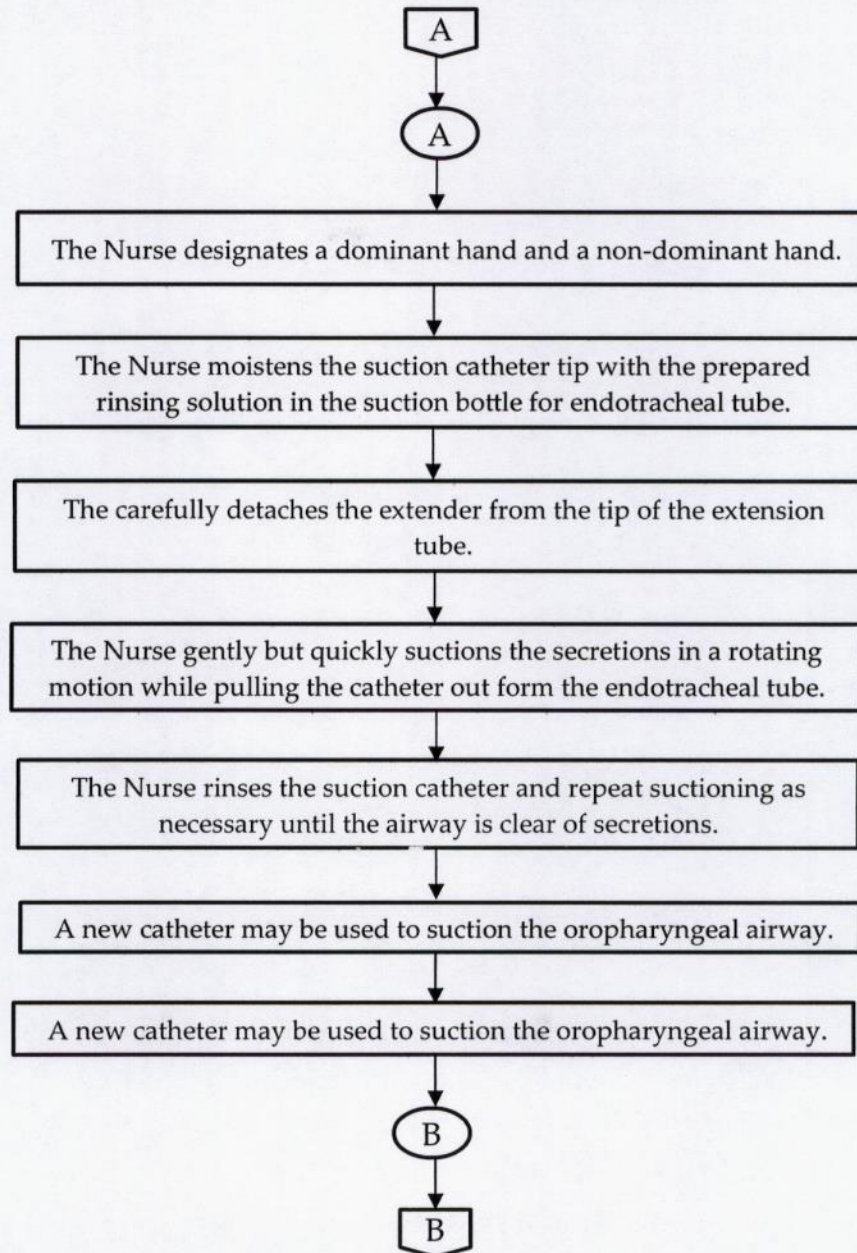 A
A
The Nurse designates a dominant hand and a non-dominant hand.
The Nurse moistens the suction catheter tip with the prepared
rinsing solution in the suction bottle for endotracheal tube.
The carefully detaches the extender from the tip of the extension
tube.
The Nurse gently but quickly suctions the secretions in a rotating
motion while pulling the catheter out form the endotracheal tube.
The Nurse rinses the suction catheter and repeat suctioning as
necessary until the airway is clear of secretions.
A new catheter may be used to suction the oropharyngeal airway.
A new catheter may be used to suction the oropharyngeal airway.
B
B